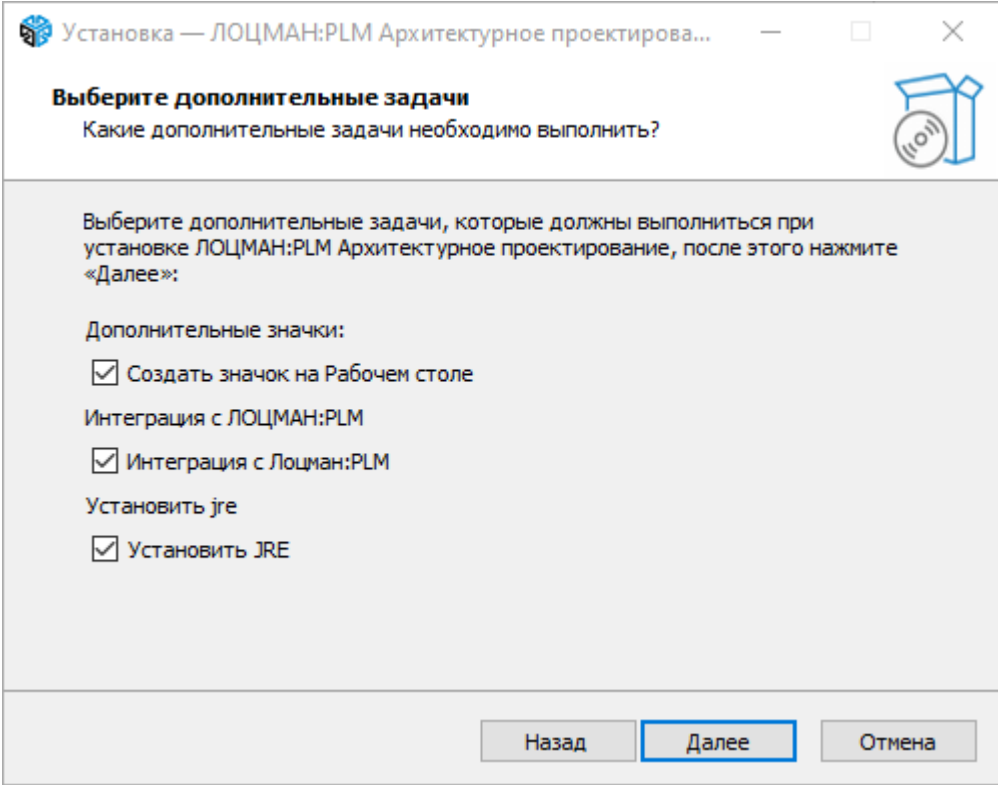 Установка — ЛОЦМАН:PLM Архитектурное проектирова...
Выберите дополнительные задачи
Какие дополнительные задачи необходимо выполнить?
Выберите дополнительные задачи, которые должны выполниться при
установке ЛОЦМАН:PLM Архитектурное проектирование, после этого нажмите
«Далее»:
Дополнительные значки:
Создать значок на Рабочем столе
Интеграция с ЛОЦМАН:PLM
Интеграция с Лоцман:PLM
Установить jre
Установить JRE
Назад Далее Отмена